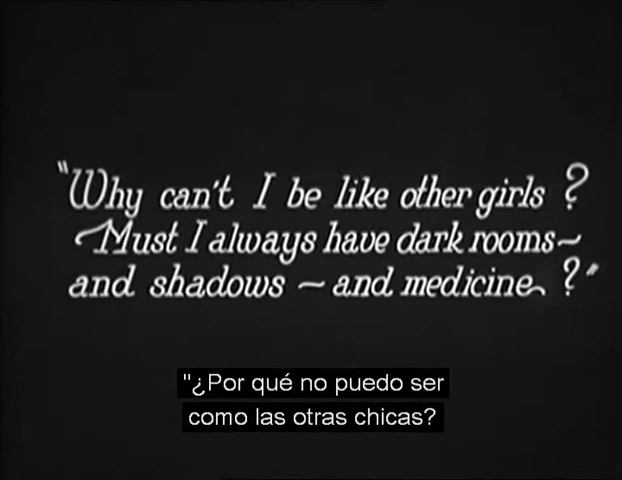 "Why can't I be like other girls?
Must I always have dark rooms~
and shadows ~ and medicine?"
"¿Por qué no puedo ser
como las otras chicas?